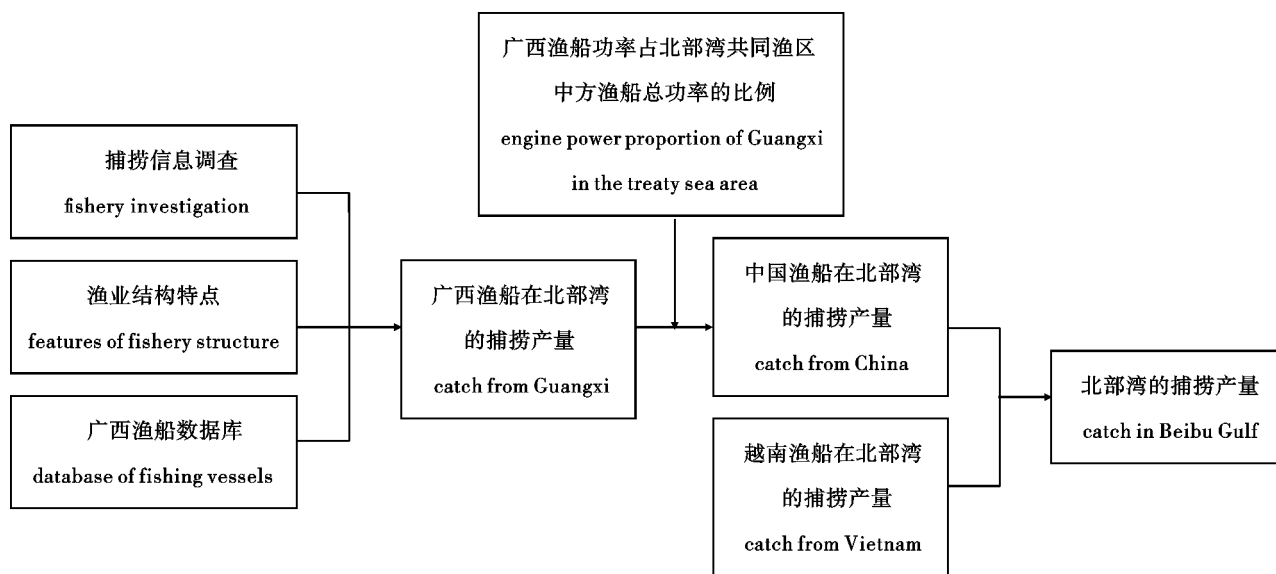 广西渔船功率占北部湾共同渔区
中方渔船总功率的比例
engine power proportion of Guangxi
in the treaty sea area
捕捞信息调查
fishery investigation
渔业结构特点
features of fishery structure
广西渔船数据库
database of fishing vessels
广西渔船在北部湾
的捕捞产量
catch from Guangxi
中国渔船在北部湾
的捕捞产量
catch from China
越南渔船在北部湾
的捕捞产量
catch from Vietnam
北部湾的捕捞产量
catch in Beibu Gulf